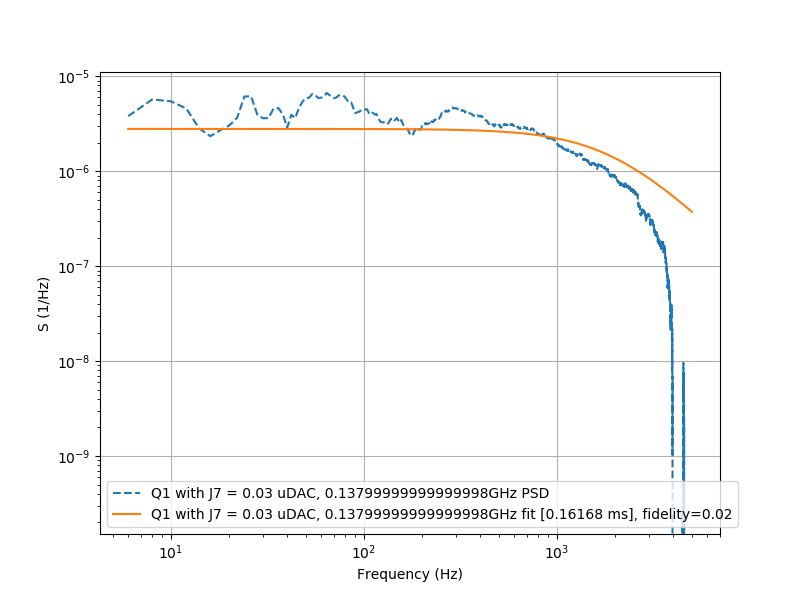 10⁻⁵
10⁻⁶
10⁻⁷
10⁻⁸
10⁻⁹
S (1/Hz)
Q1 with J7 = 0.03 uDAC, 0.13799999999999998GHz PSD
Q1 with J7 = 0.03 uDAC, 0.13799999999999998GHz fit [0.16168 ms], fidelity=0.02
10¹ 10² 10³
Frequency (Hz)